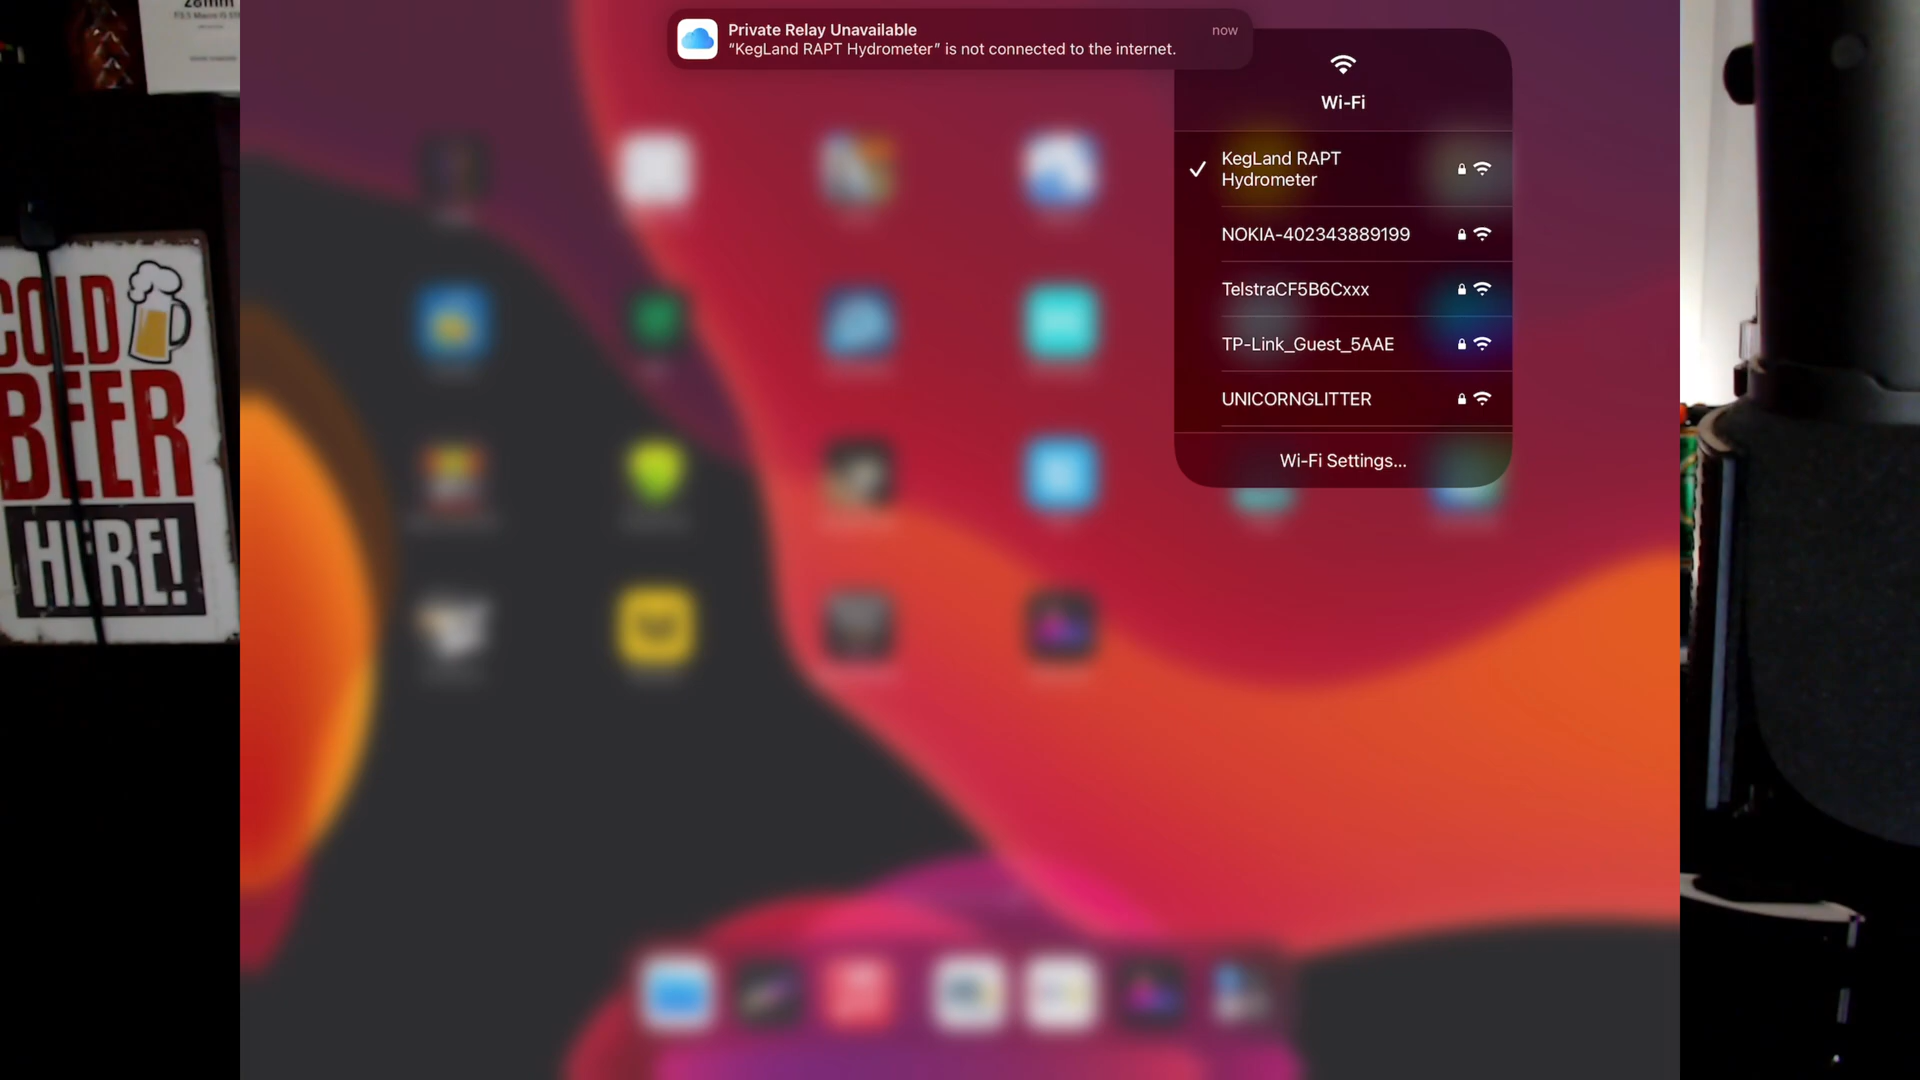 28mm
Private Relay Unavailable
now
“KegLand RAPT Hydrometer” is not connected to the internet.
Wi-Fi
KegLand RAPT
Hydrometer
NOKIA-402343889199
TelstraCF5B6Cxxx
TP-Link_Guest_5AAE
UNICORNGLITTER
Wi-Fi Settings...
COLD
BEER
HERE!